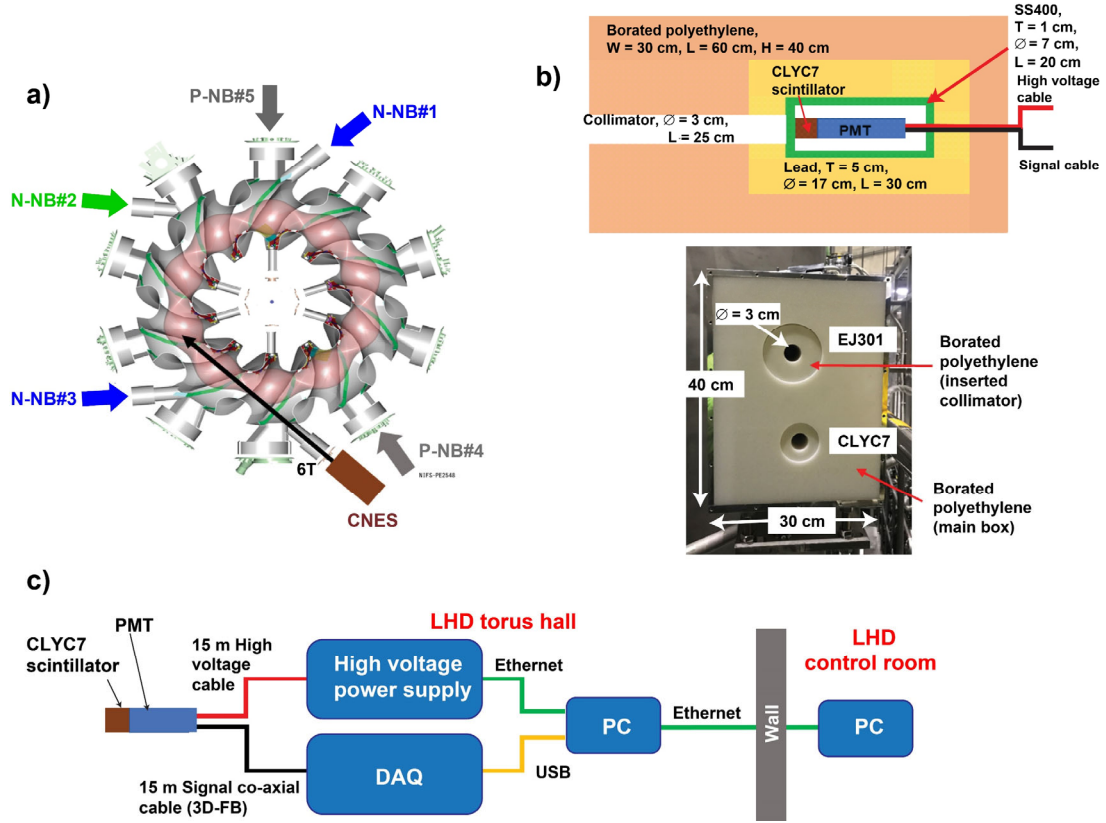 a)
P-NB#5
N-NB#1
N-NB#2
N-NB#3
P-NB#4
NIFS-PE2548
6T
CNES
b)
Borated polyethylene,
W = 30 cm, L = 60 cm, H = 40 cm
SS400,
T = 1 cm,
∅ = 7 cm,
L = 20 cm
CLYC7
scintillator
High voltage
cable
Collimator, ∅ = 3 cm,
L = 25 cm
PMT
Lead, T = 5 cm,
∅ = 17 cm, L = 30 cm
Signal cable
∅ = 3 cm
EJ301
40 cm
Borated
polyethylene
(inserted
collimator)
CLYC7
30 cm
Borated
polyethylene
(main box)
c)
CLYC7
scintillator
PMT
15 m High
voltage
cable
LHD torus hall
High voltage
power supply
Ethernet
15 m Signal co-axial
cable (3D-FB)
DAQ
USB
PC
Ethernet
Wall
LHD
control room
PC